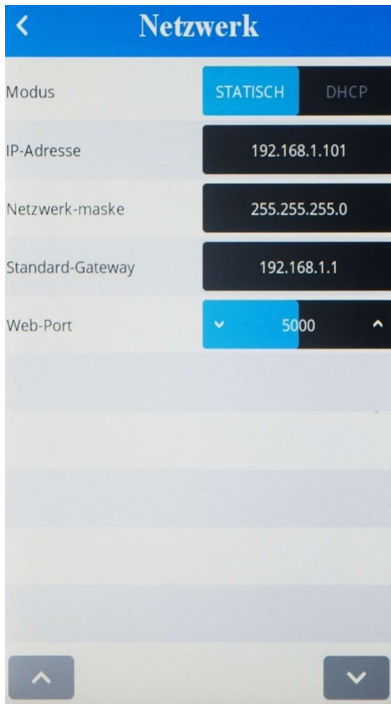 Netzwerk
Modus STATISCH DHCP
IP-Adresse 192.168.1.101
Netzwerk-maske 255.255.255.0
Standard-Gateway 192.168.1.1
Web-Port 5000